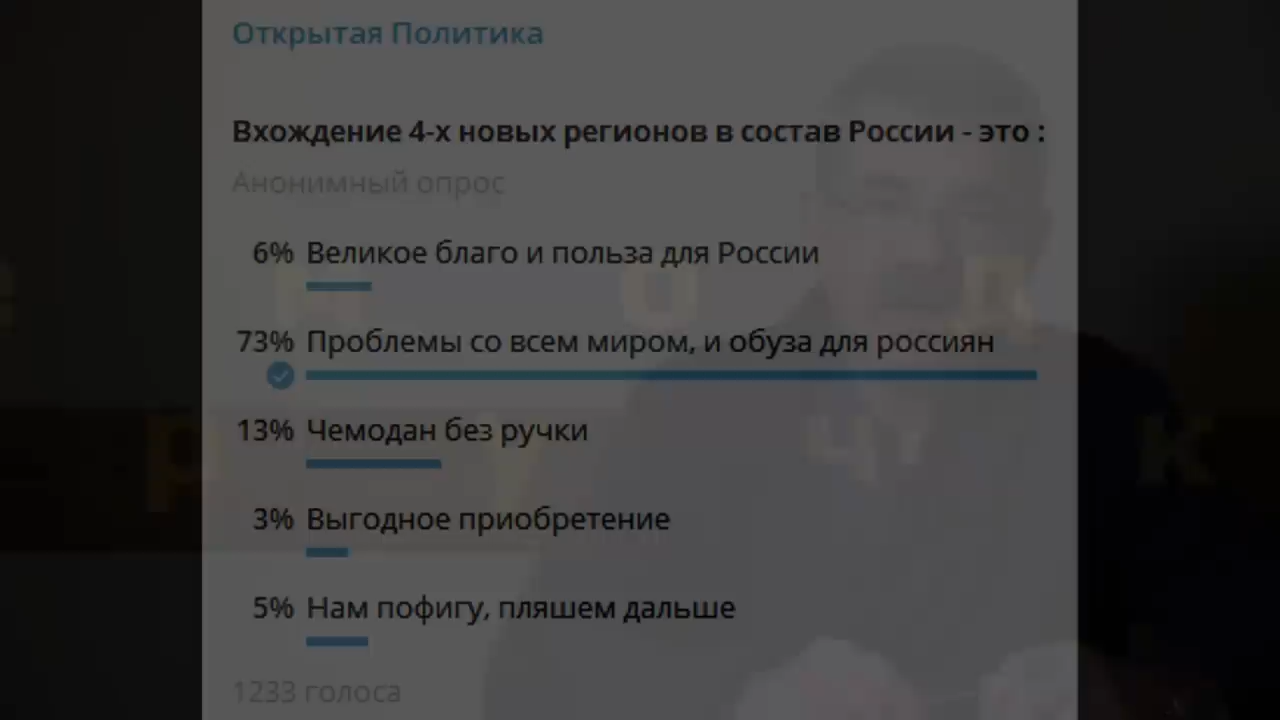 Открытая Политика
Вхождение 4-х новых регионов в состав России - это :
Анонимный опрос
6% Великое благо и польза для России
73% Проблемы со всем миром, и обуза для россиян
13% Чемодан без ручки
3% Выгодное приобретение
5% Нам пофигу, пляшем дальше
1233 голоса